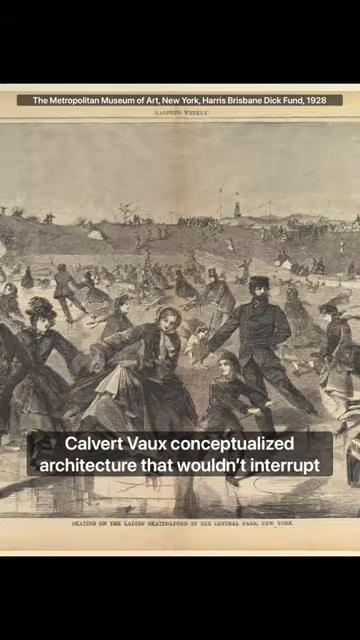 The Metropolitan Museum of Art, New York, Harris Brisbane Dick Fund, 1928
HARPER'S WEEKLY.
Calvert Vaux conceptualized
architecture that wouldn't interrupt
SKATING ON THE LADIES' SKATING-POND IN THE CENTRAL PARK, NEW YORK.